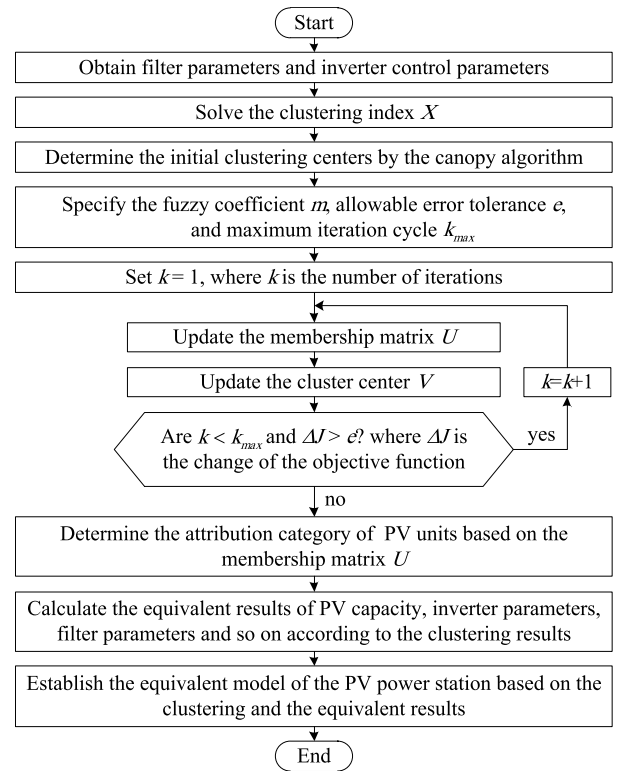 Start
Obtain filter parameters and inverter control parameters
Solve the clustering index X
Determine the initial clustering centers by the canopy algorithm
Specify the fuzzy coefficient m, allowable error tolerance e,
and maximum iteration cycle kmax
Set k = 1, where k is the number of iterations
Update the membership matrix U
Update the cluster center V
k=k+1
Are k < kmax and ΔJ > e? where ΔJ is
the change of the objective function
yes
no
Determine the attribution category of PV units based on the
membership matrix U
Calculate the equivalent results of PV capacity, inverter parameters,
filter parameters and so on according to the clustering results
Establish the equivalent model of the PV power station based on the
clustering and the equivalent results
End